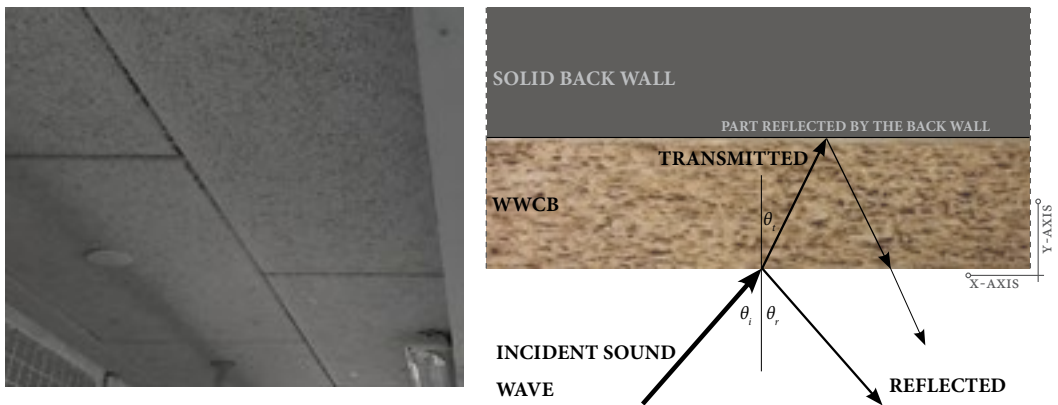 SOLID BACK WALL
PART REFLECTED BY THE BACK WALL
TRANSMITTED
WWCB
θt
Y-AXIS
X-AXIS
θi θr
INCIDENT SOUND
WAVE
REFLECTED